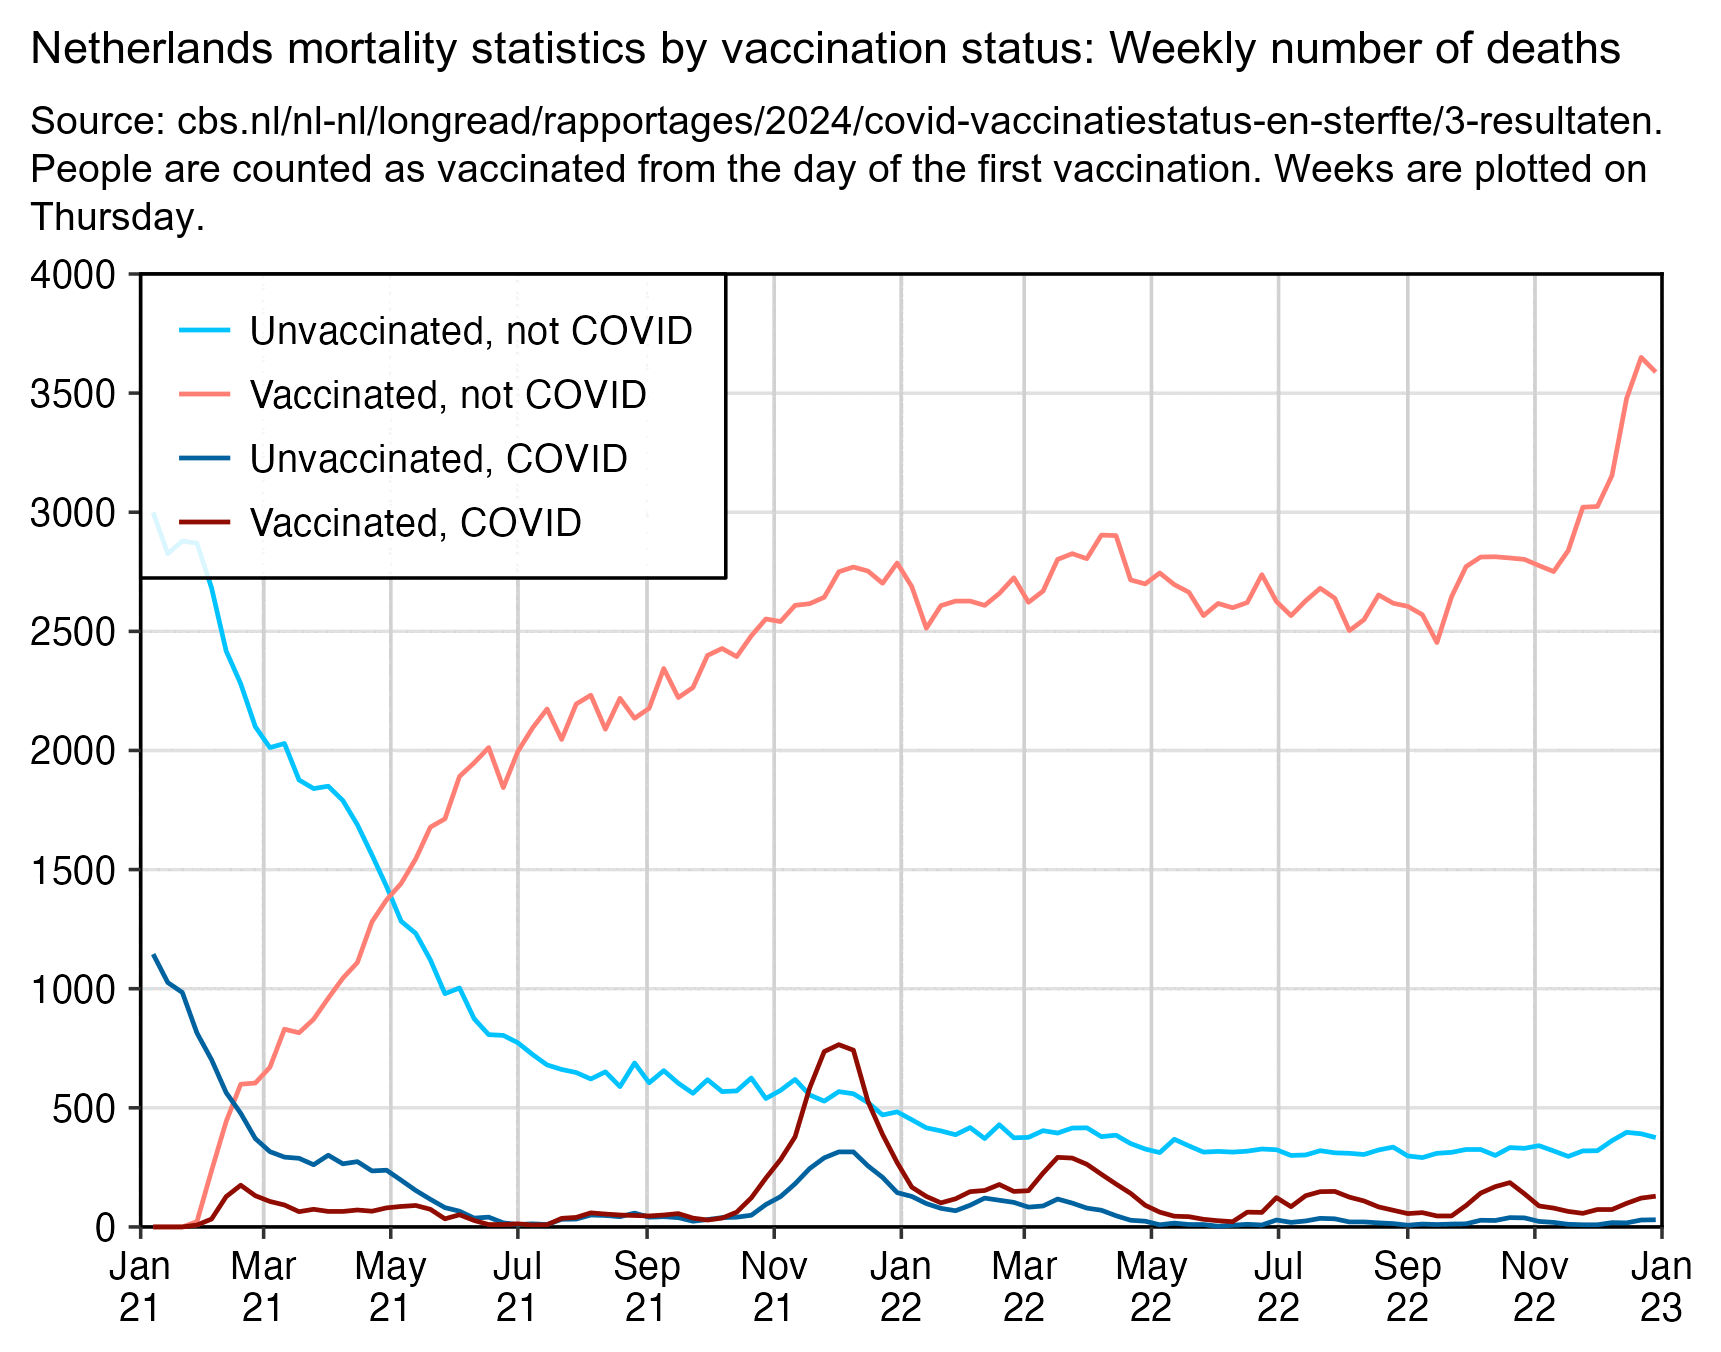 Netherlands mortality statistics by vaccination status: Weekly number of deaths
Source: cbs.nl/nl-nl/longread/rapportages/2024/covid-vaccinatiestatus-en-sterfte/3-resultaten.
People are counted as vaccinated from the day of the first vaccination. Weeks are plotted on
Thursday.
4000
Unvaccinated, not COVID
3500
Vaccinated, not COVID
Unvaccinated, COVID
3000
Vaccinated, COVID
2500
2000
1500
1000
500
0
Jan Mar May Jul Sep Nov Jan Mar May Jul Sep Nov Jan
21 21 21 21 21 21 22 22 22 22 22 22 23